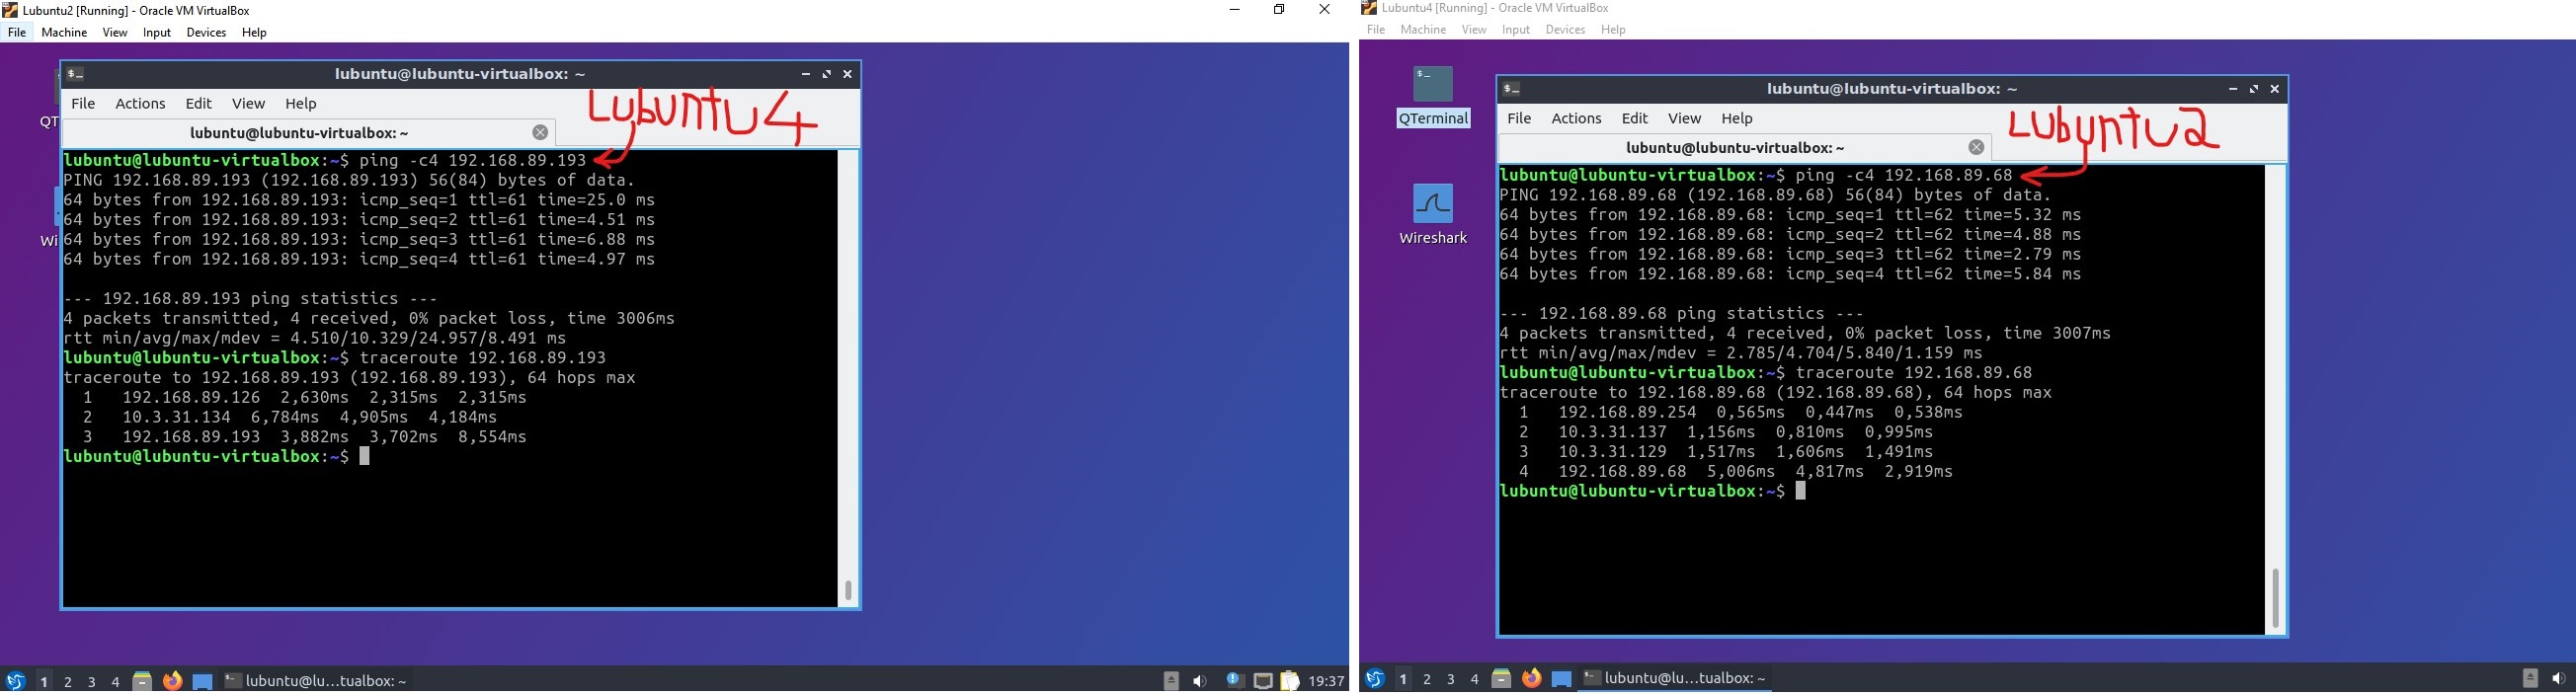 Lubuntu2 [Running] - Oracle VM VirtualBox
File Machine View Input Devices Help
lubuntu@lubuntu-virtualbox: ~
File Actions Edit View Help
Lubuntu4
lubuntu@lubuntu-virtualbox: ~
QT
Wi
lubuntu@lubuntu-virtualbox:~$ ping -c4 192.168.89.193
PING 192.168.89.193 (192.168.89.193) 56(84) bytes of data.
64 bytes from 192.168.89.193: icmp_seq=1 ttl=61 time=25.0 ms
64 bytes from 192.168.89.193: icmp_seq=2 ttl=61 time=4.51 ms
64 bytes from 192.168.89.193: icmp_seq=3 ttl=61 time=6.88 ms
64 bytes from 192.168.89.193: icmp_seq=4 ttl=61 time=4.97 ms
--- 192.168.89.193 ping statistics ---
4 packets transmitted, 4 received, 0% packet loss, time 3006ms
rtt min/avg/max/mdev = 4.510/10.329/24.957/8.491 ms
lubuntu@lubuntu-virtualbox:~$ traceroute 192.168.89.193
traceroute to 192.168.89.193 (192.168.89.193), 64 hops max
1 192.168.89.126 2,630ms 2,315ms 2,315ms
2 10.3.31.134 6,784ms 4,905ms 4,184ms
3 192.168.89.193 3,882ms 3,702ms 8,554ms
lubuntu@lubuntu-virtualbox:~$
1 2 3 4 lubuntu@lu...tualbox: ~ 19:37
Lubuntu4 [Running] - Oracle VM VirtualBox
File Machine View Input Devices Help
QTerminal
Wireshark
lubuntu@lubuntu-virtualbox: ~
File Actions Edit View Help
Lubuntu2
lubuntu@lubuntu-virtualbox: ~
lubuntu@lubuntu-virtualbox:~$ ping -c4 192.168.89.68
PING 192.168.89.68 (192.168.89.68) 56(84) bytes of data.
64 bytes from 192.168.89.68: icmp_seq=1 ttl=62 time=5.32 ms
64 bytes from 192.168.89.68: icmp_seq=2 ttl=62 time=4.88 ms
64 bytes from 192.168.89.68: icmp_seq=3 ttl=62 time=2.79 ms
64 bytes from 192.168.89.68: icmp_seq=4 ttl=62 time=5.84 ms
--- 192.168.89.68 ping statistics ---
4 packets transmitted, 4 received, 0% packet loss, time 3007ms
rtt min/avg/max/mdev = 2.785/4.704/5.840/1.159 ms
lubuntu@lubuntu-virtualbox:~$ traceroute 192.168.89.68
traceroute to 192.168.89.68 (192.168.89.68), 64 hops max
1 192.168.89.254 0,565ms 0,447ms 0,538ms
2 10.3.31.137 1,156ms 0,810ms 0,995ms
3 10.3.31.129 1,517ms 1,606ms 1,491ms
4 192.168.89.68 5,006ms 4,817ms 2,919ms
lubuntu@lubuntu-virtualbox:~$
1 2 3 4 lubuntu@lu...tualbox: ~